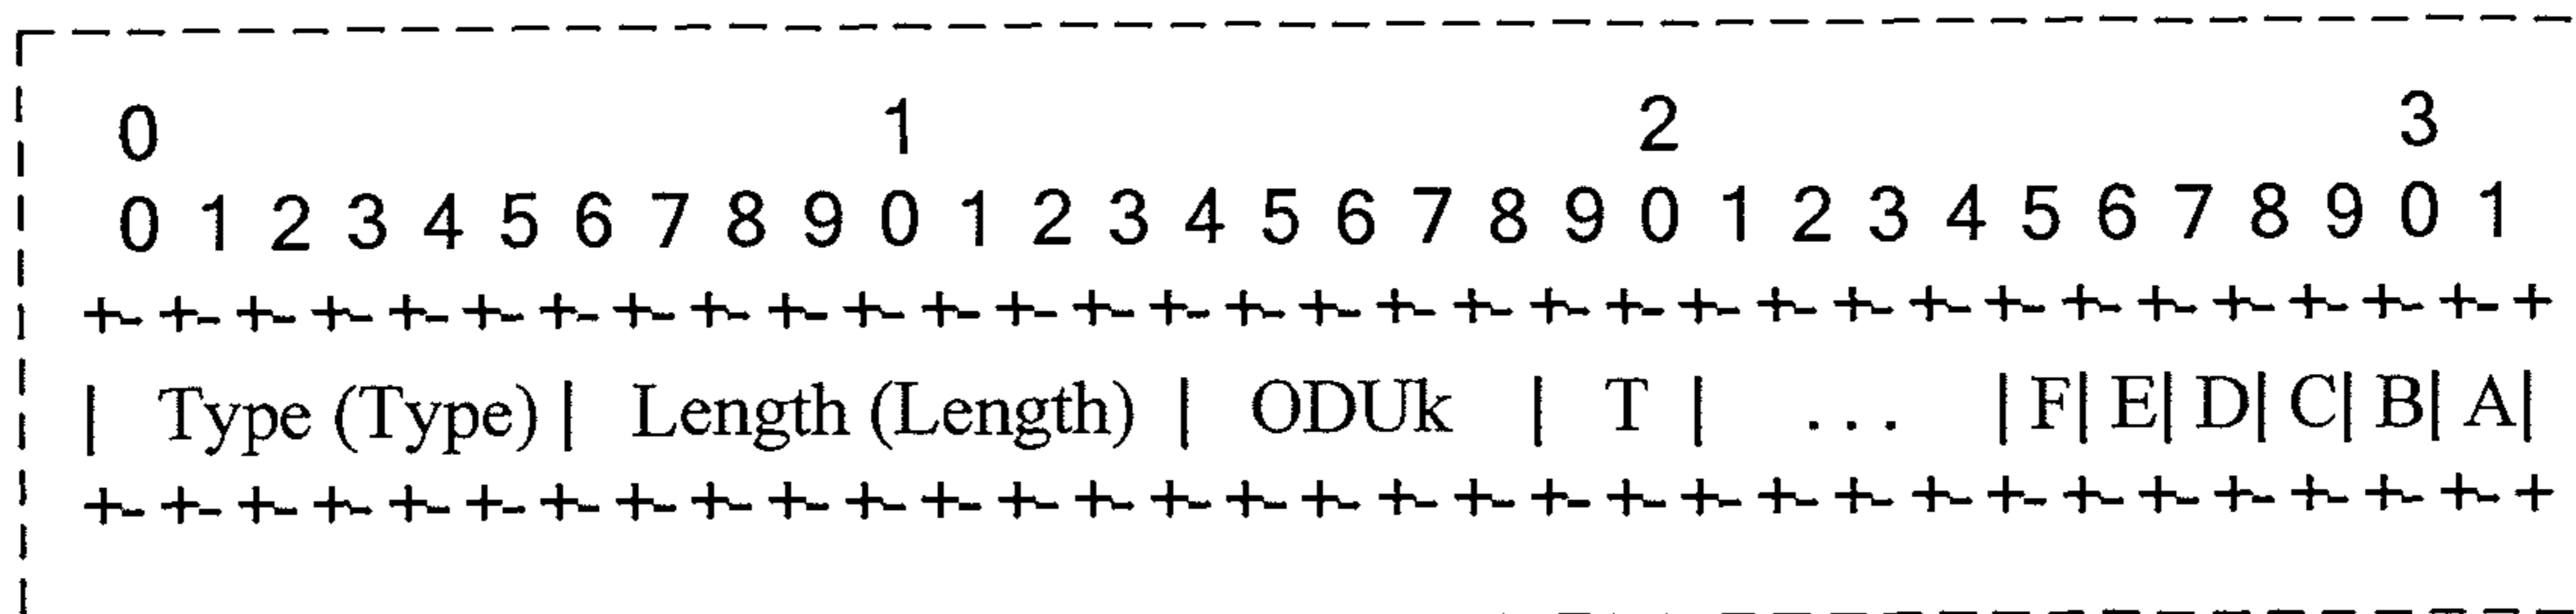 0 1 2 3
0 1 2 3 4 5 6 7 8 9 0 1 2 3 4 5 6 7 8 9 0 1 2 3 4 5 6 7 8 9 0 1
+-+-+-+-+-+-+-+-+-+-+-+-+-+-+-+-+-+-+-+-+-+-+-+-+-+-+-+-+-+-+-+-+
| Type (Type) | Length (Length) | ODUk | T | ... |F| E| D| C| B| A|
+-+-+-+-+-+-+-+-+-+-+-+-+-+-+-+-+-+-+-+-+-+-+-+-+-+-+-+-+-+-+-+-+